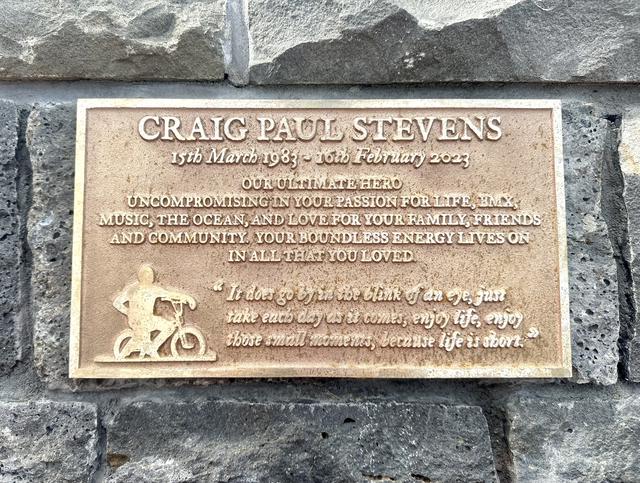 CRAIG PAUL STEVENS
15th March 1983 - 16th February 2023
OUR ULTIMATE HERO
UNCOMPROMISING IN YOUR PASSION FOR LIFE, BMX,
MUSIC, THE OCEAN, AND LOVE FOR YOUR FAMILY, FRIENDS
AND COMMUNITY. YOUR BOUNDLESS ENERGY LIVES ON
IN ALL THAT YOU LOVED
“ It does go by in the blink of an eye, just
take each day as it comes, enjoy life, enjoy
those small moments, because life is short. ”